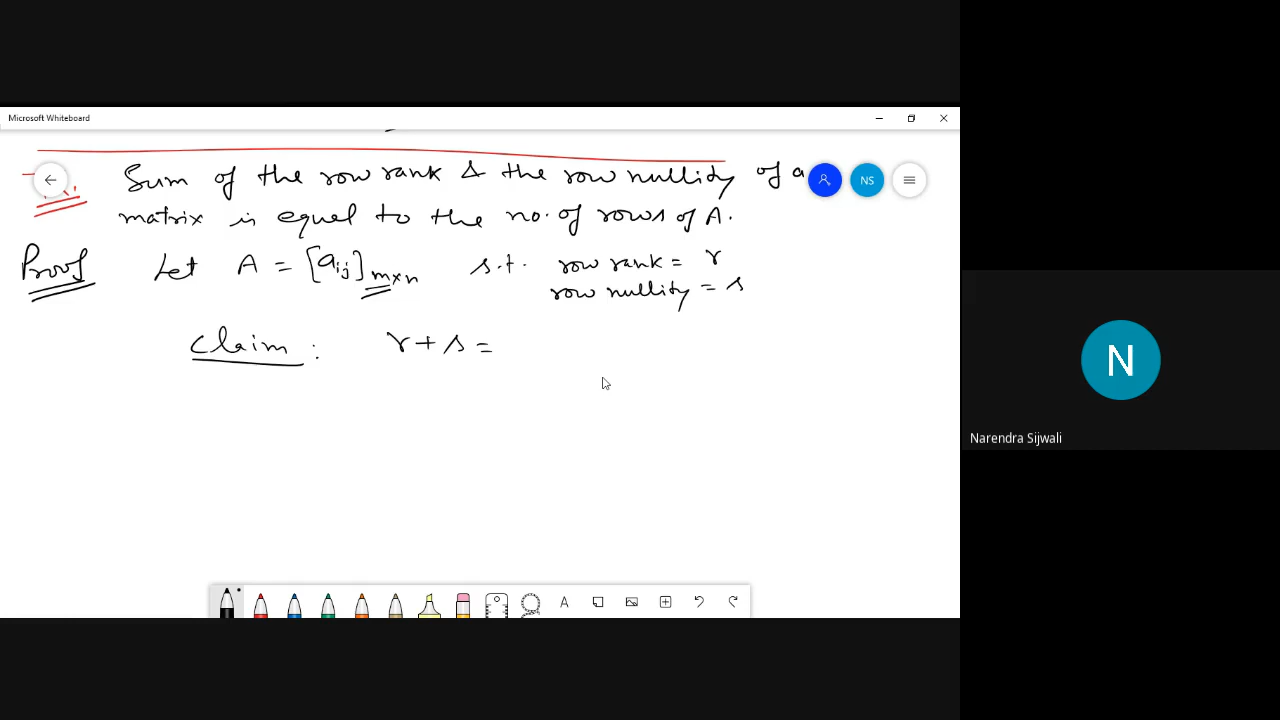 Microsoft Whiteboard
Sum of the row rank & the row nullity of a
NS
matrix is equal to the no. of rows of A.
Proof Let A = [aij]m×n s.t. row rank = r
row nullity = s
Claim : r + s =
N
Narendra Sijwali
A